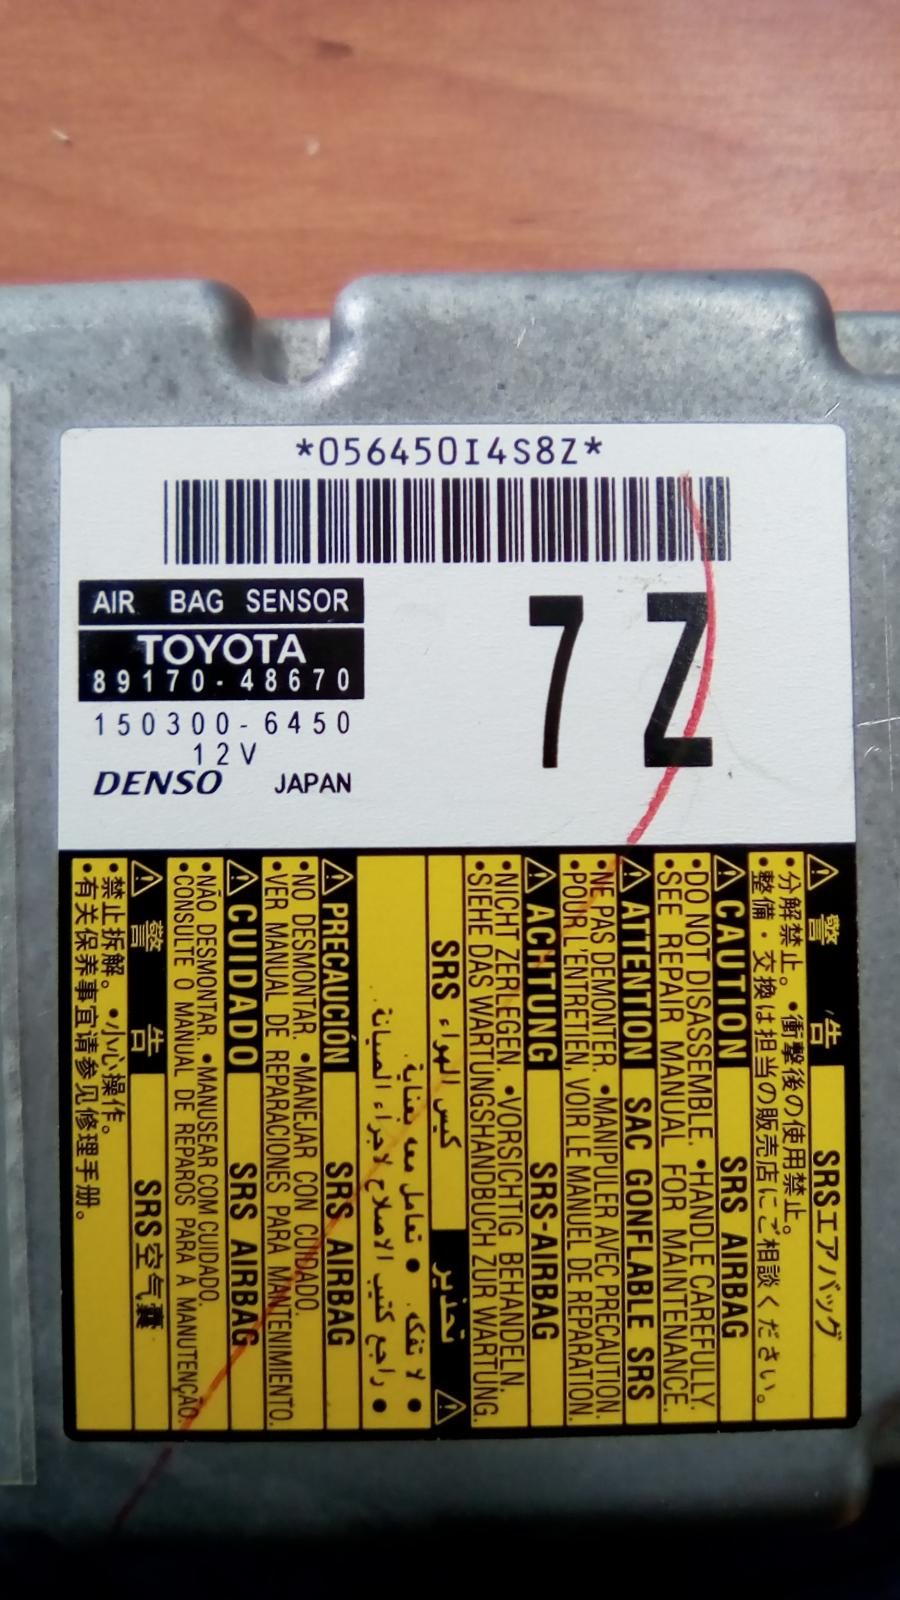 *056450I4S8Z*
AIR BAG SENSOR
TOYOTA
89170-48670
150300-6450
12V
DENSO JAPAN
7Z
警告 SRSエアバッグ
•分解禁止。 •衝撃後の使用禁止。
•整備・交換は担当の販売店にご相談ください。
CAUTION SRS AIRBAG
•DO NOT DISASSEMBLE. •HANDLE CAREFULLY.
•SEE REPAIR MANUAL FOR MAINTENANCE.
ATTENTION SAC GONFLABLE SRS
•NE PAS DEMONTER. •MANIPULER AVEC PRECAUTION.
•POUR L'ENTRETIEN, VOIR LE MANUEL DE REPARATION.
ACHTUNG SRS-AIRBAG
•NICHT ZERLEGEN. •VORSICHTIG BEHANDELN.
•SIEHE DAS WARTUNGSHANDBUCH ZUR WARTUNG.
تحذير كيس الهواء SRS
• لا تفكه. • تعامل معه بعناية.
• راجع كتيب الاصلاح لاجراء الصيانة.
PRECAUCIÓN SRS AIRBAG
•NO DESMONTAR. •MANEJAR CON CUIDADO.
•VER MANUAL DE REPARACIONES PARA MANTENIMIENTO.
CUIDADO SRS AIRBAG
•NÃO DESMONTAR. •MANUSEAR COM CUIDADO.
•CONSULTE O MANUAL DE REPAROS PARA A MANUTENÇÃO.
警告 SRS空气囊
•禁止拆解。 •小心操作。
•有关保养事宜请参见修理手册。